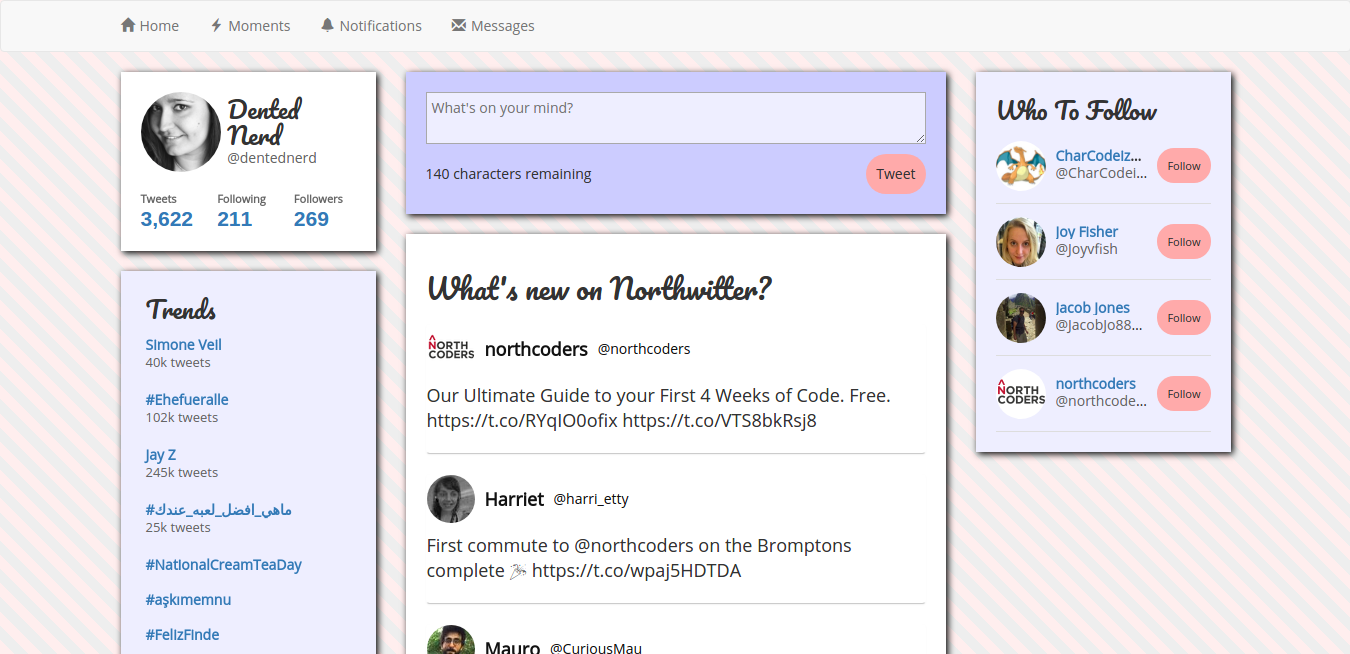 Home Moments Notifications Messages
Dented
Nerd
@dentednerd
Tweets Following Followers
3,622 211 269
Trends
Simone Veil
40k tweets
#Ehefueralle
102k tweets
Jay Z
245k tweets
#ماهي_افضل_لعبه_عندك
25k tweets
#NationalCreamTeaDay
#aşkımemnu
#FelizFinde
What's on your mind?
140 characters remaining
Tweet
What's new on Northwitter?
NORTH
CODERS
northcoders @northcoders
Our Ultimate Guide to your First 4 Weeks of Code. Free.
https://t.co/RYqIO0ofix https://t.co/VTS8bkRsj8
Harriet @harri_etty
First commute to @northcoders on the Bromptons
complete 🎉 https://t.co/wpaj5HDTDA
Mauro @CuriousMau
Who To Follow
CharCodeIz...
@CharCodei...
Follow
Joy Fisher
@Joyvfish
Follow
Jacob Jones
@JacobJo88...
Follow
NORTH
CODERS
northcoders
@northcode...
Follow